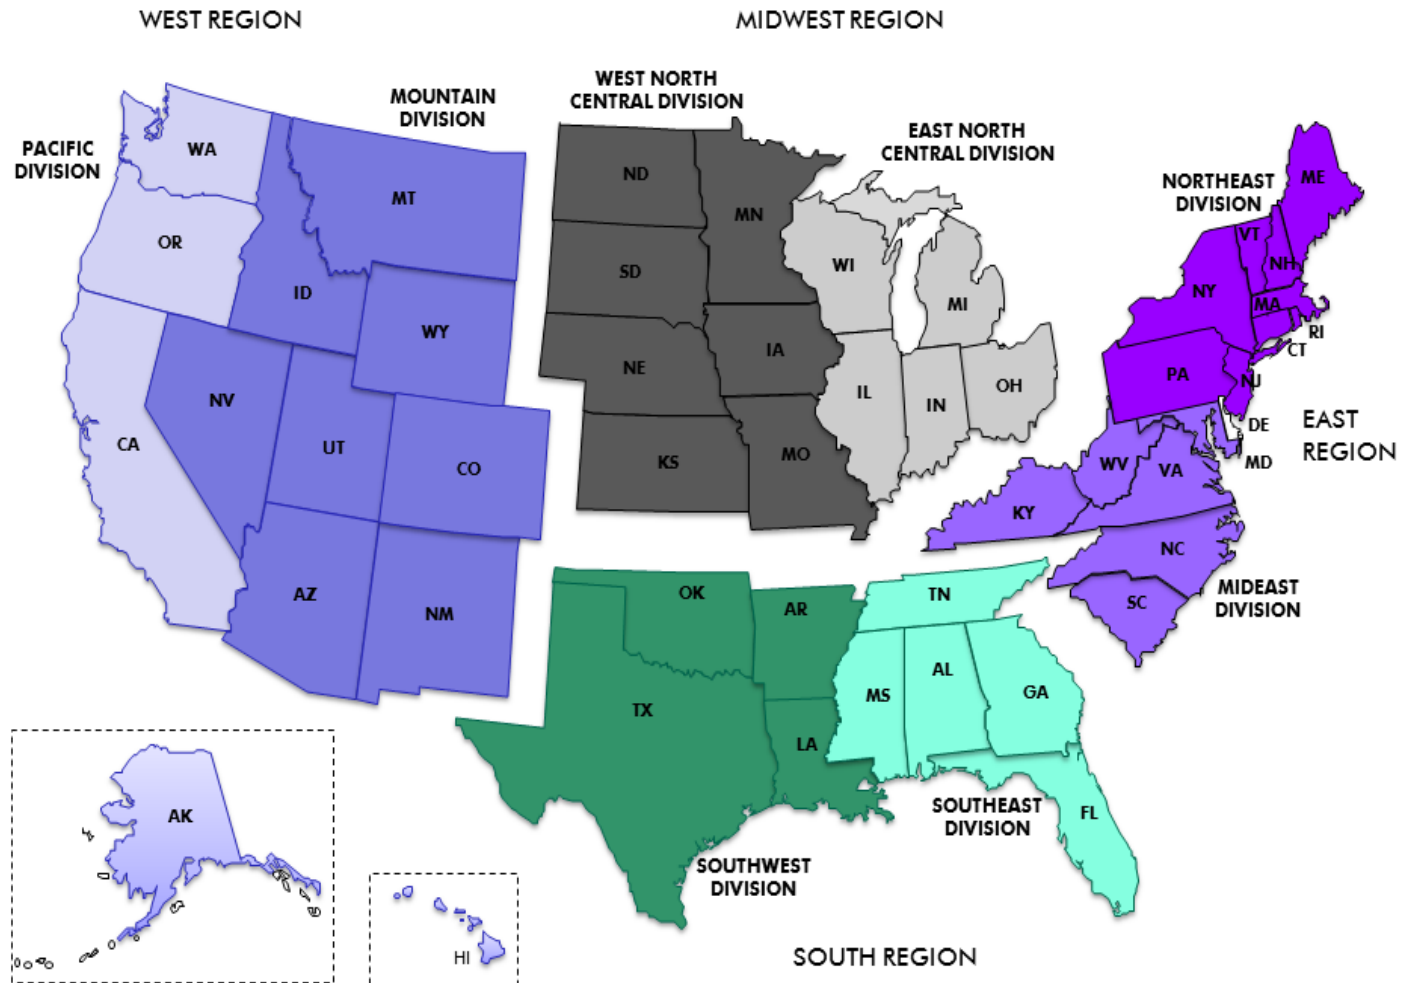 WEST REGION
MIDWEST REGION
WEST NORTH
CENTRAL DIVISION
MOUNTAIN
DIVISION
EAST NORTH
CENTRAL DIVISION
PACIFIC
DIVISION
NORTHEAST
DIVISION
WA
OR
CA
MT
ID
WY
NV
UT
CO
AZ
NM
ND
SD
NE
KS
MN
IA
MO
WI
MI
IL
IN
OH
ME
VT
NH
NY
MA
RI
CT
PA
NJ
DE
MD
EAST
REGION
WV
VA
KY
NC
SC
MIDEAST
DIVISION
OK
AR
TX
LA
TN
MS
AL
GA
FL
SOUTHEAST
DIVISION
SOUTHWEST
DIVISION
AK
HI
SOUTH REGION